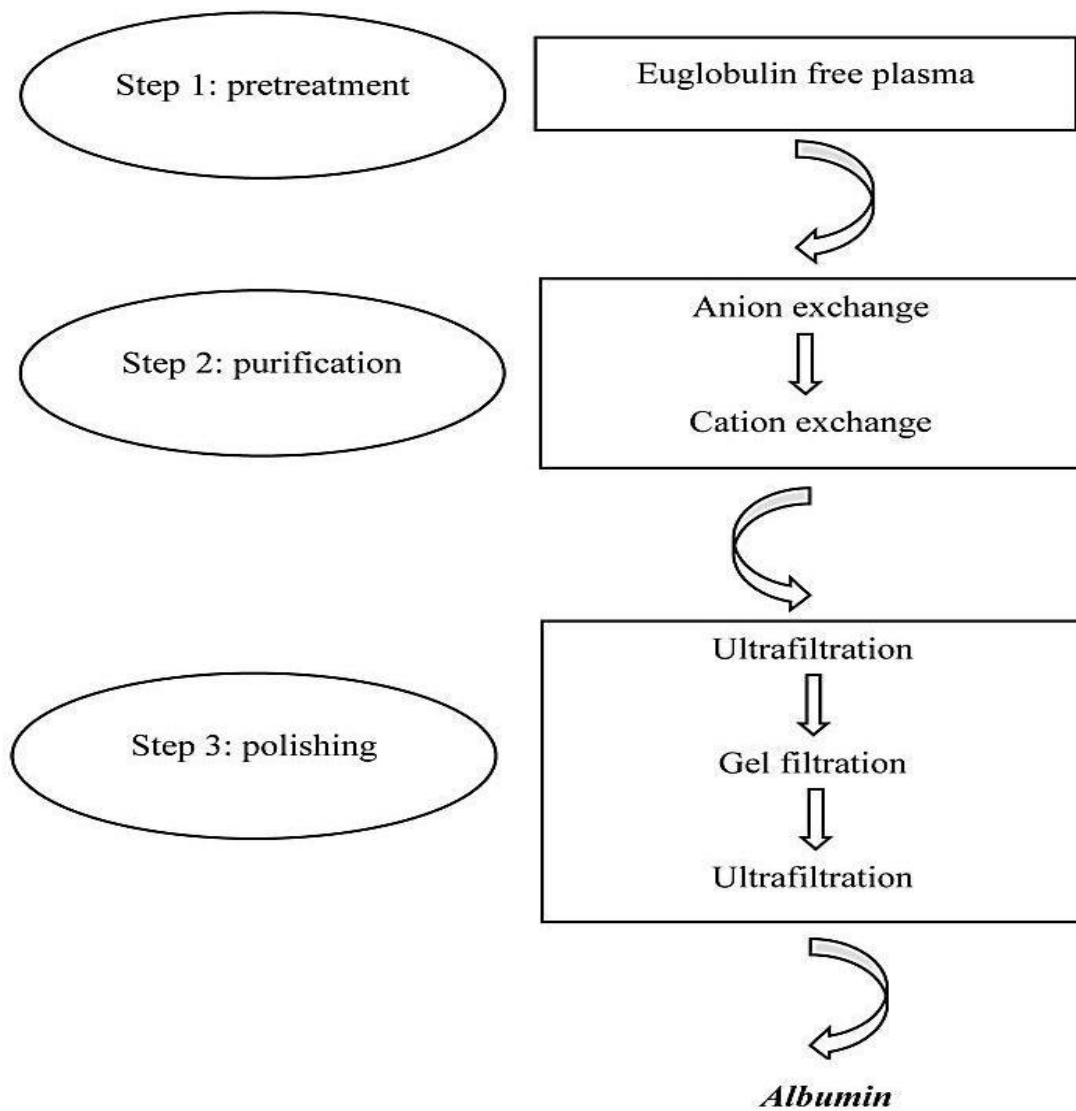 Step 1: pretreatment
Euglobulin free plasma
Step 2: purification
Anion exchange
Cation exchange
Step 3: polishing
Ultrafiltration
Gel filtration
Ultrafiltration
Albumin